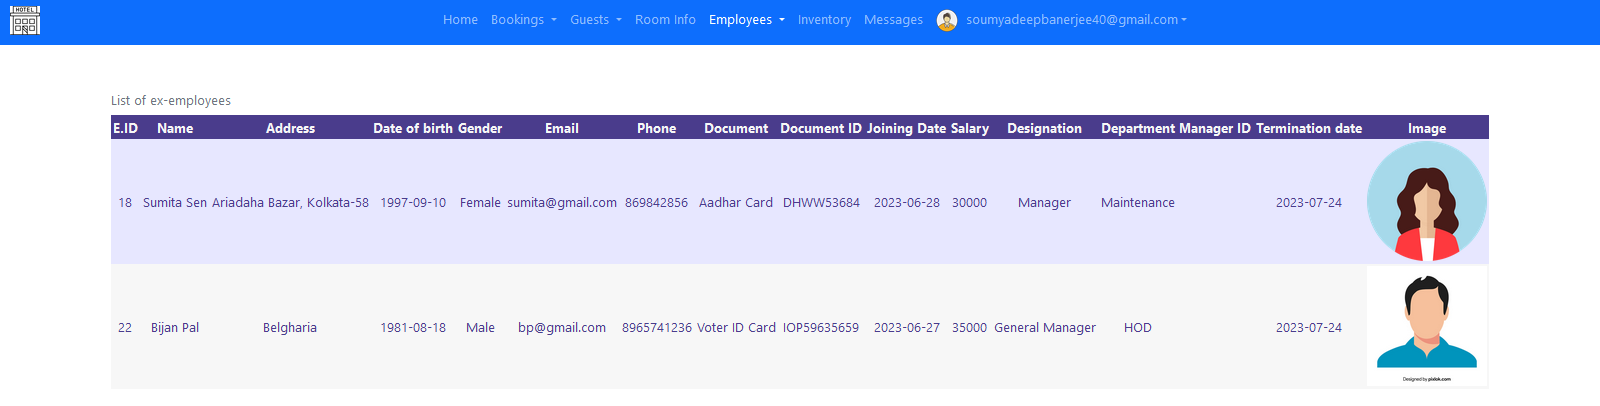 HOTEL
Home Bookings Guests Room Info Employees Inventory Messages soumyadeepbanerjee40@gmail.com
List of ex-employees
E.ID Name Address Date of birth Gender Email Phone Document Document ID Joining Date Salary Designation Department Manager ID Termination date Image
18 Sumita Sen Ariadaha Bazar, Kolkata-58 1997-09-10 Female sumita@gmail.com 869842856 Aadhar Card DHWW53684 2023-06-28 30000 Manager Maintenance 2023-07-24
22 Bijan Pal Belgharia 1981-08-18 Male bp@gmail.com 8965741236 Voter ID Card IOP59635659 2023-06-27 35000 General Manager HOD 2023-07-24
Designed by pixlok.com